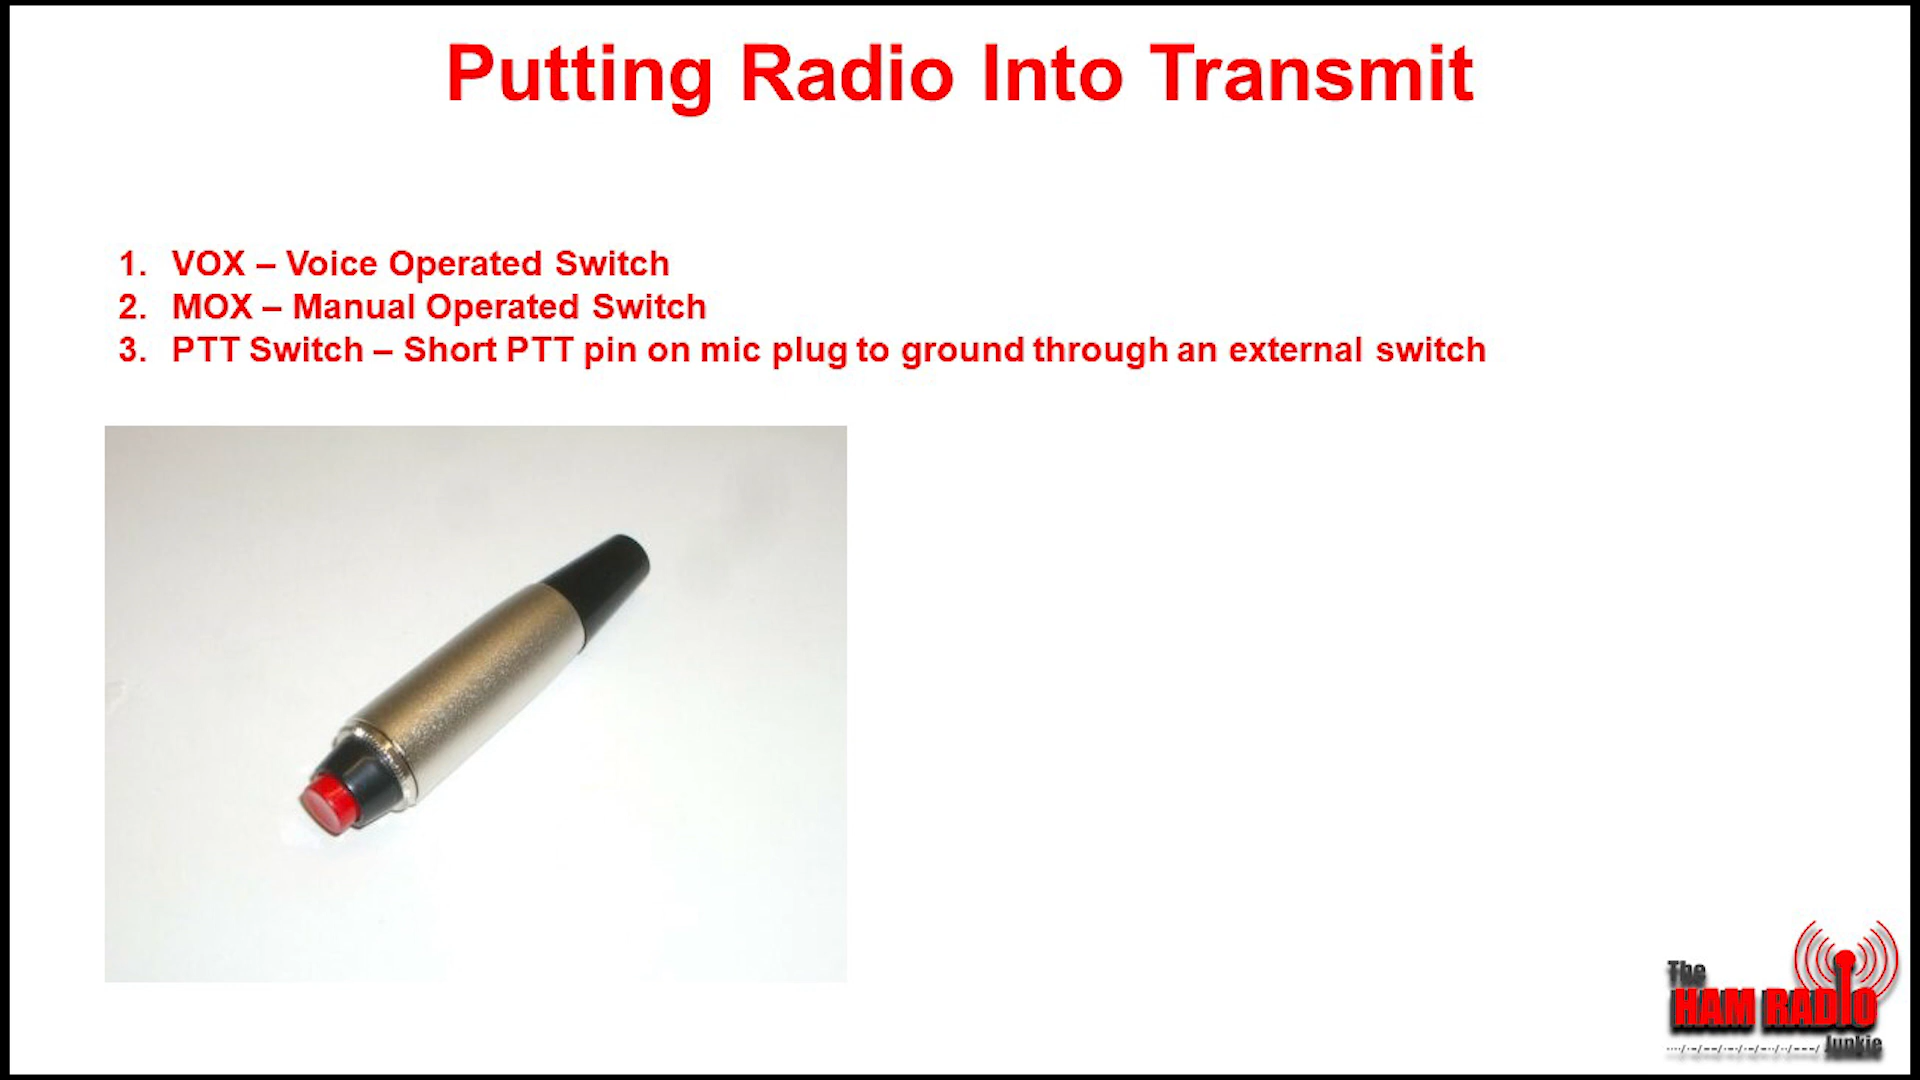 Putting Radio Into Transmit
1. VOX – Voice Operated Switch
2. MOX – Manual Operated Switch
3. PTT Switch – Short PTT pin on mic plug to ground through an external switch
The
HAM RADIO
Junkie